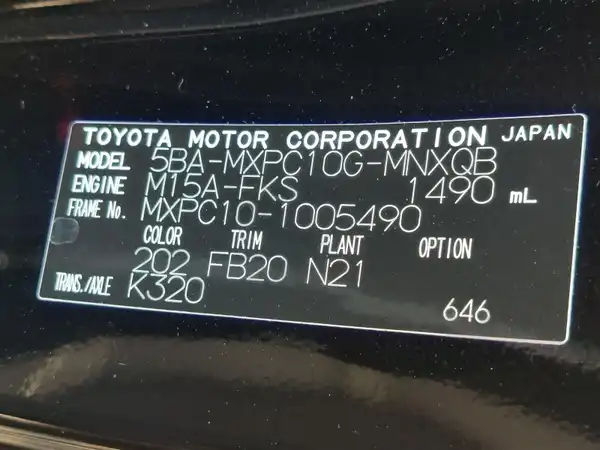 TOYOTA MOTOR CORPORATION JAPAN
MODEL 5BA-MXPC10G-MNXQB
ENGINE M15A-FKS 1490 mL
FRAME No. MXPC10-1005490
COLOR TRIM PLANT OPTION
202 FB20 N21
TRANS./AXLE K320
646